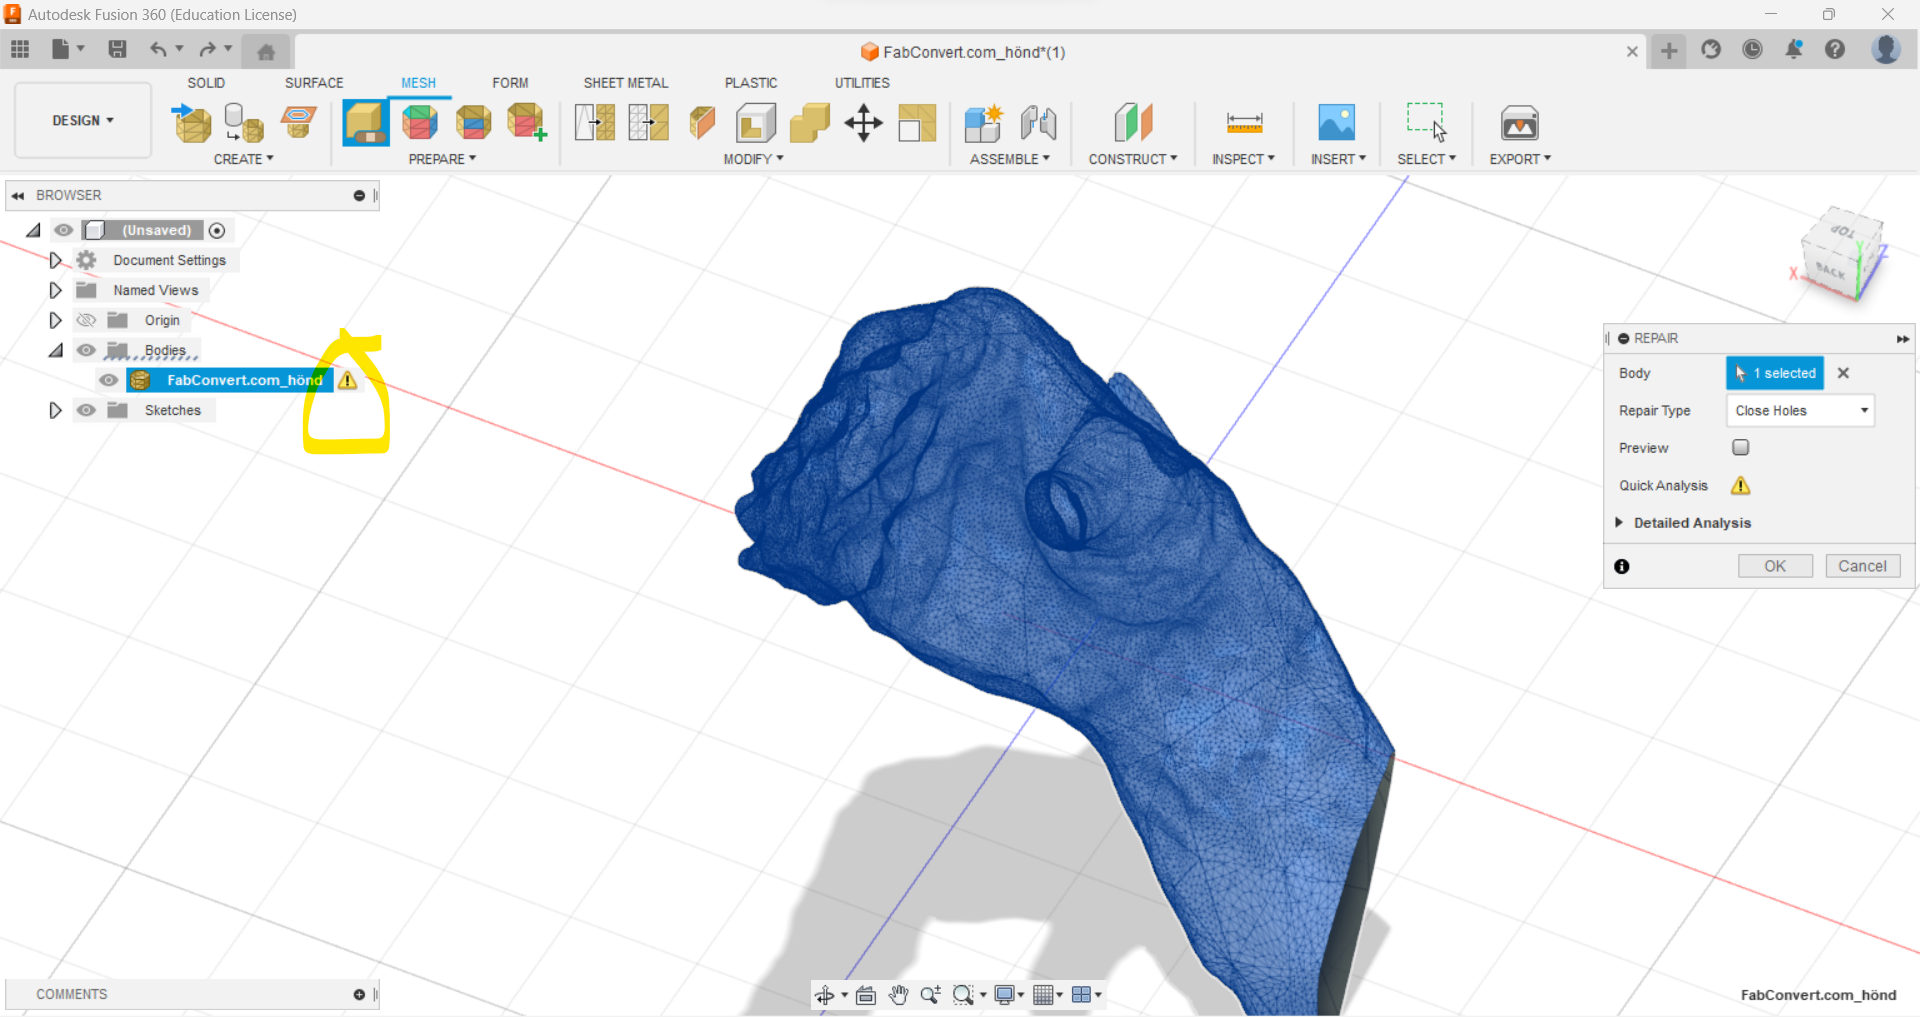 Autodesk Fusion 360 (Education License)
FabConvert.com_hönd*(1)
SOLID SURFACE MESH FORM SHEET METAL PLASTIC UTILITIES
DESIGN
CREATE PREPARE MODIFY ASSEMBLE CONSTRUCT INSPECT INSERT SELECT EXPORT
BROWSER
(Unsaved)
Document Settings
Named Views
Origin
Bodies
FabConvert.com_hönd
Sketches
TOP
BACK
X
Y
Z
REPAIR
Body 1 selected
Repair Type Close Holes
Preview
Quick Analysis
Detailed Analysis
OK Cancel
COMMENTS
FabConvert.com_hönd